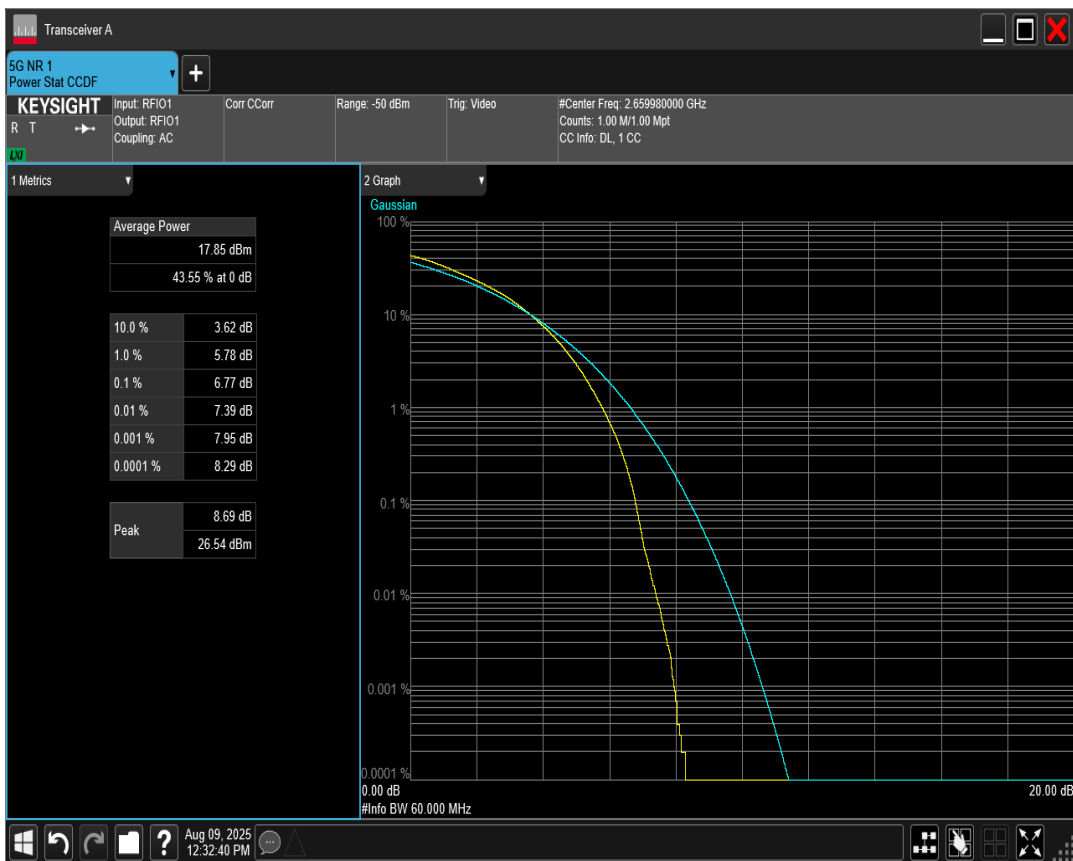 Transceiver A
5G NR 1
Power Stat CCDF
+
KEYSIGHT
R T
LXI
Input: RFIO1
Output: RFIO1
Coupling: AC
Corr CCorr
Range: -50 dBm
Trig: Video
#Center Freq: 2.659980000 GHz
Counts: 1.00 M/1.00 Mpt
CC Info: DL, 1 CC
1 Metrics
Average Power
17.85 dBm
43.55 % at 0 dB
10.0 % 3.62 dB
1.0 % 5.78 dB
0.1 % 6.77 dB
0.01 % 7.39 dB
0.001 % 7.95 dB
0.0001 % 8.29 dB
Peak
8.69 dB
26.54 dBm
2 Graph
Gaussian
100 %
10 %
1 %
0.1 %
0.01 %
0.001 %
0.0001 %
0.00 dB 20.00 dB
#Info BW 60.000 MHz
?
Aug 09, 2025
12:32:40 PM